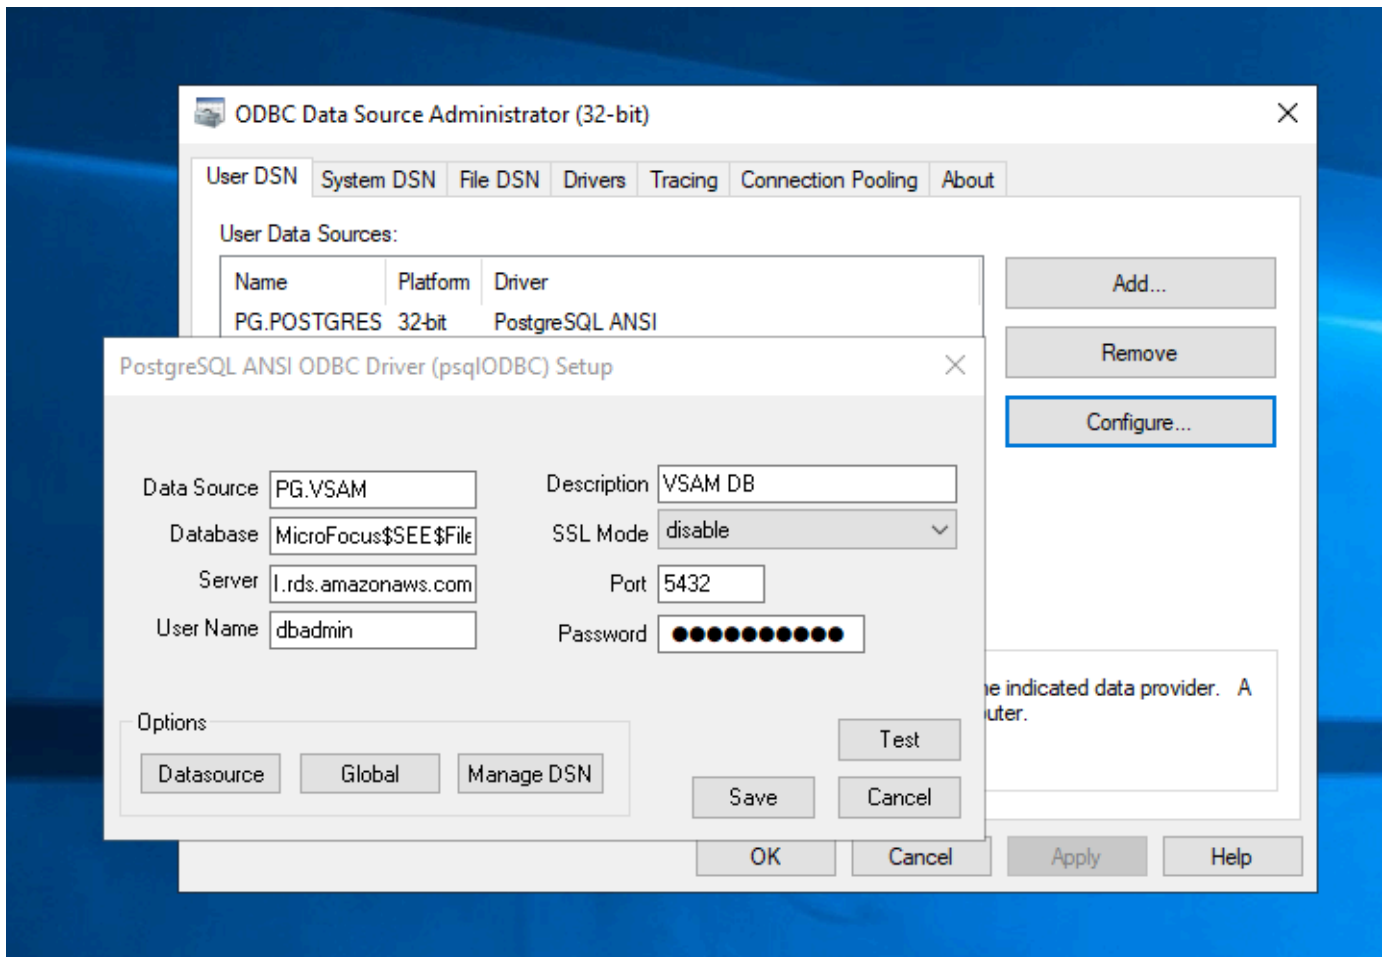 ODBC Data Source Administrator (32-bit)
User DSN System DSN File DSN Drivers Tracing Connection Pooling About
User Data Sources:
Name Platform Driver
PG.POSTGRES 32-bit PostgreSQL ANSI
Add...
Remove
Configure...
PostgreSQL ANSI ODBC Driver (psqlODBC) Setup
Data Source PG.VSAM Description VSAM DB
Database MicroFocus$SEE$File SSL Mode disable
Server l.rds.amazonaws.com Port 5432
User Name dbadmin Password ●●●●●●●●●●
indicated data provider. A
Options
Datasource Global Manage DSN
Test
Save Cancel
OK Cancel Apply Help